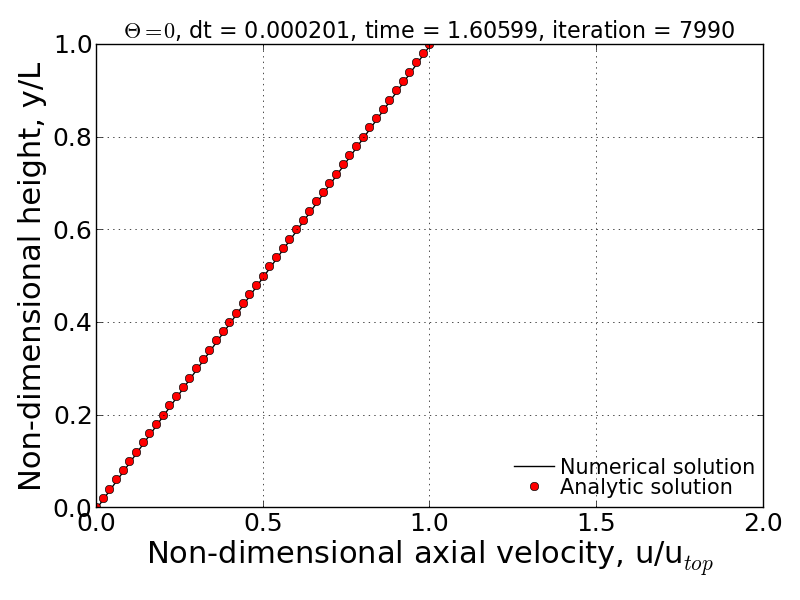 Θ = 0, dt = 0.000201, time = 1.60599, iteration = 7990
Non-dimensional height, y/L
1.0
0.8
0.6
0.4
0.2
0.0
0.0 0.5 1.0 1.5 2.0
Numerical solution
Analytic solution
Non-dimensional axial velocity, u/u_top